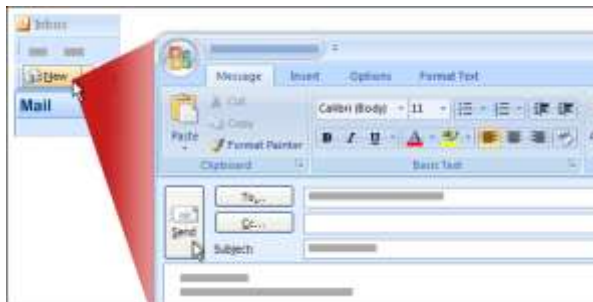 Inbox
New
Mail
Message Insert Options Format Text
Paste
Cut
Copy
Format Painter
Clipboard
Calibri (Body) 11
B I U A
Basic Text
Send
To...
Cc...
Subject: